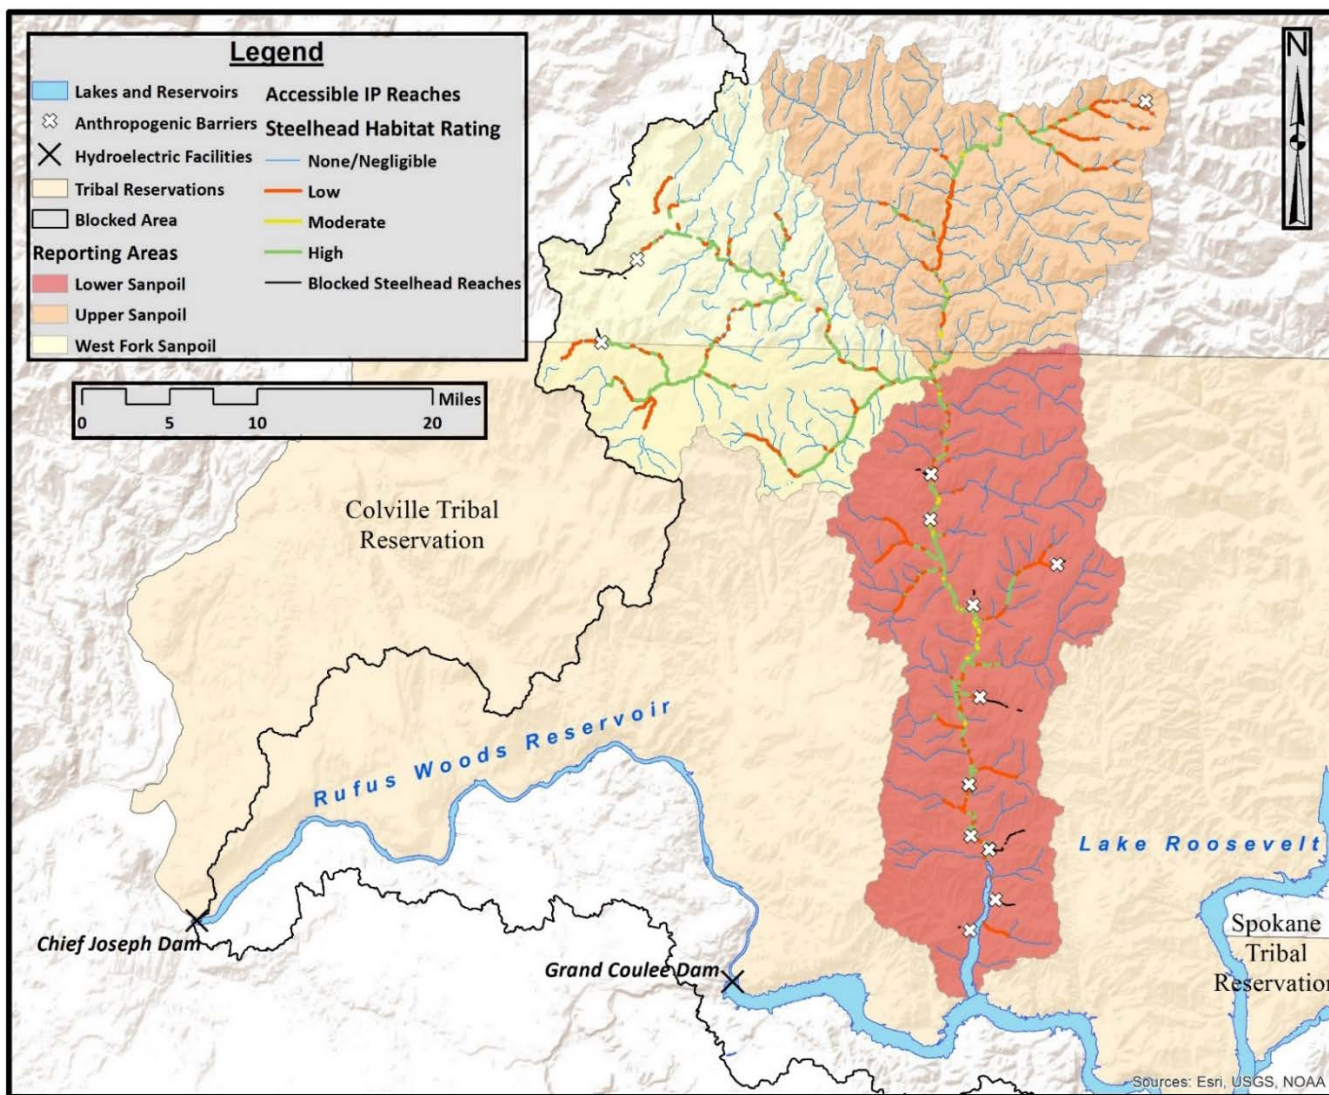 Legend
Lakes and Reservoirs
Anthropogenic Barriers
Hydroelectric Facilities
Tribal Reservations
Blocked Area
Reporting Areas
Lower Sanpoil
Upper Sanpoil
West Fork Sanpoil
Accessible IP Reaches
Steelhead Habitat Rating
None/Negligible
Low
Moderate
High
Blocked Steelhead Reaches
N
Miles
0 5 10 20
Colville Tribal
Reservation
Rufus Woods Reservoir
Lake Roosevelt
Chief Joseph Dam
Grand Coulee Dam
Spokane
Tribal
Reservation
Sources: Esri, USGS, NOAA